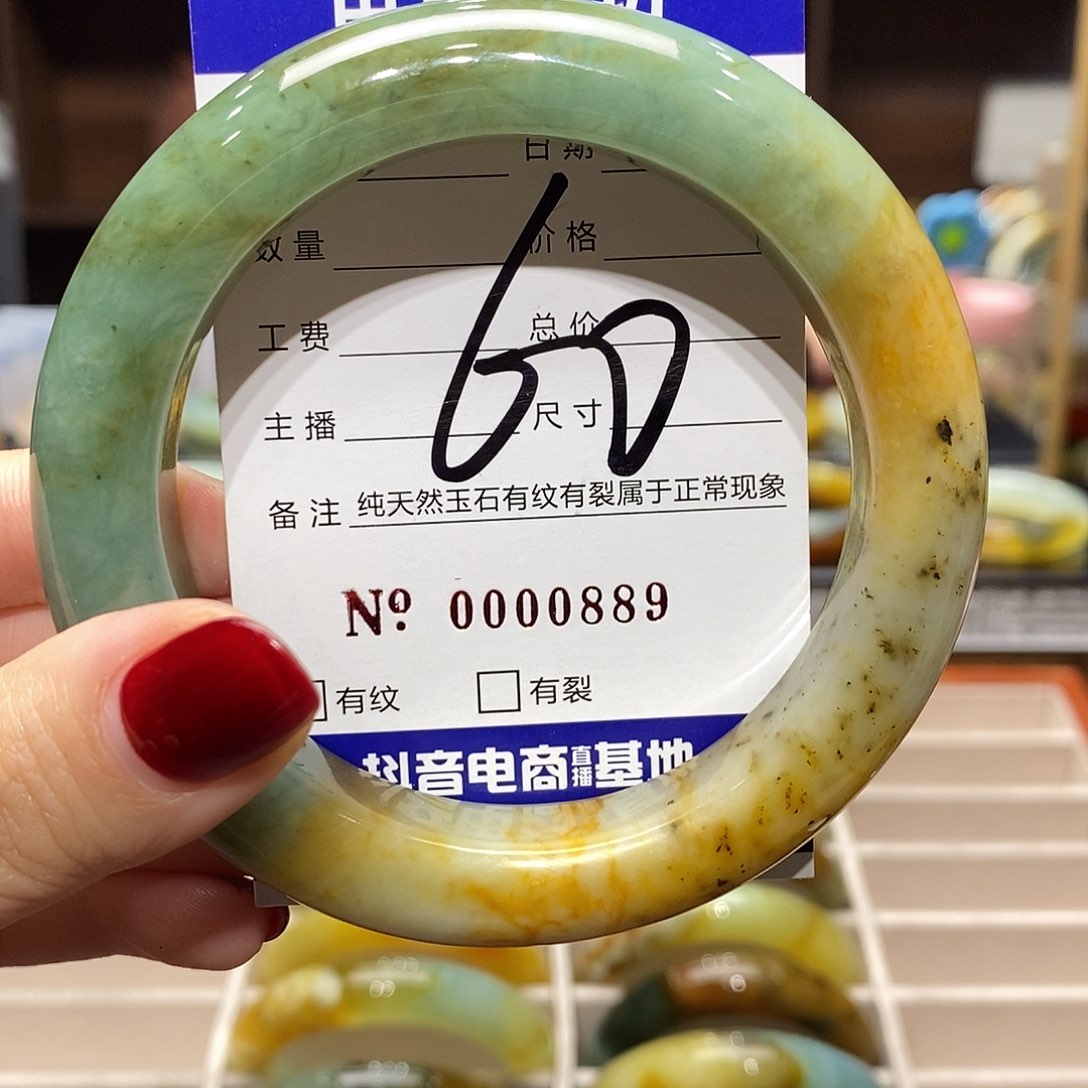 日期
数量 价格
60
工费 总价
主播 尺寸
备注 纯天然玉石有纹有裂属于正常现象
Nº 0000889
有纹 有裂
抖音电商直播基地